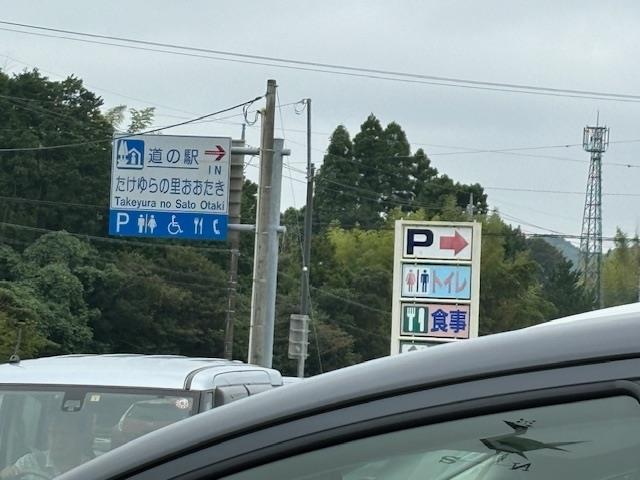 道の駅
IN
たけゆらの里おおたき
Takeyura no Sato Otaki
P
P
トイレ
食事